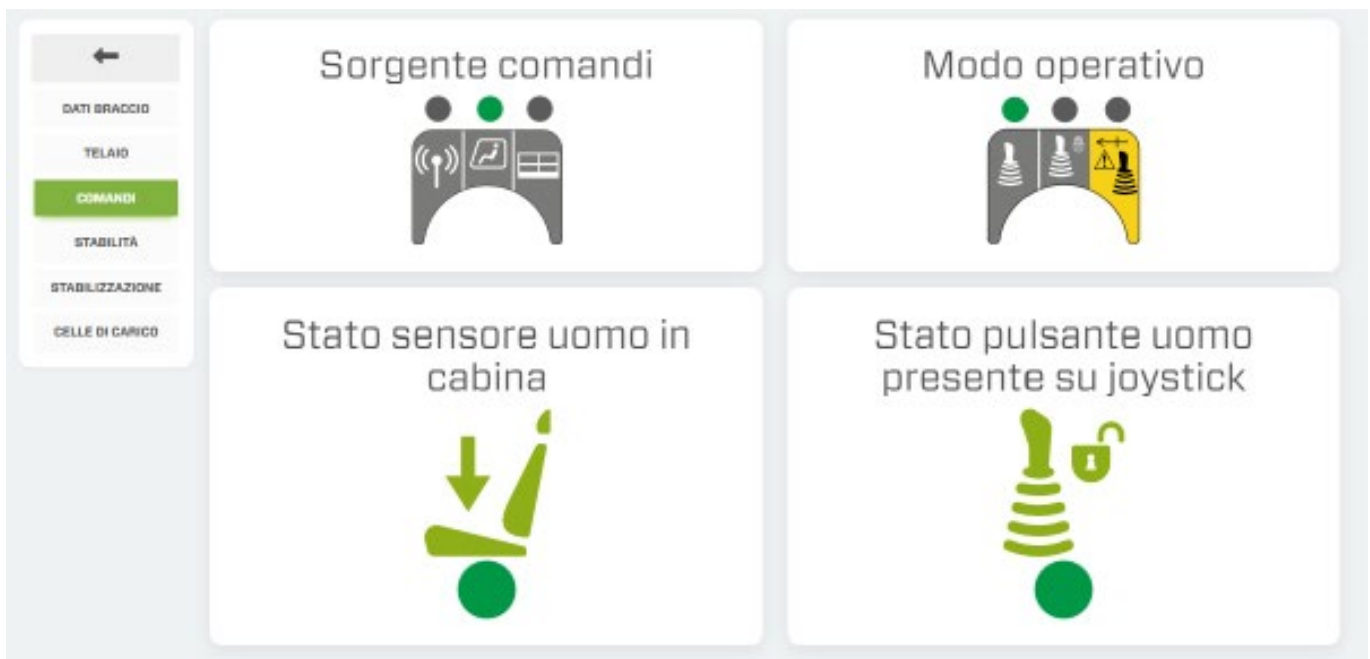 DATI BRACCIO
TELAIO
COMANDI
STABILITÀ
STABILIZZAZIONE
CELLE DI CARICO
Sorgente comandi
Modo operativo
Stato sensore uomo in
cabina
Stato pulsante uomo
presente su joystick